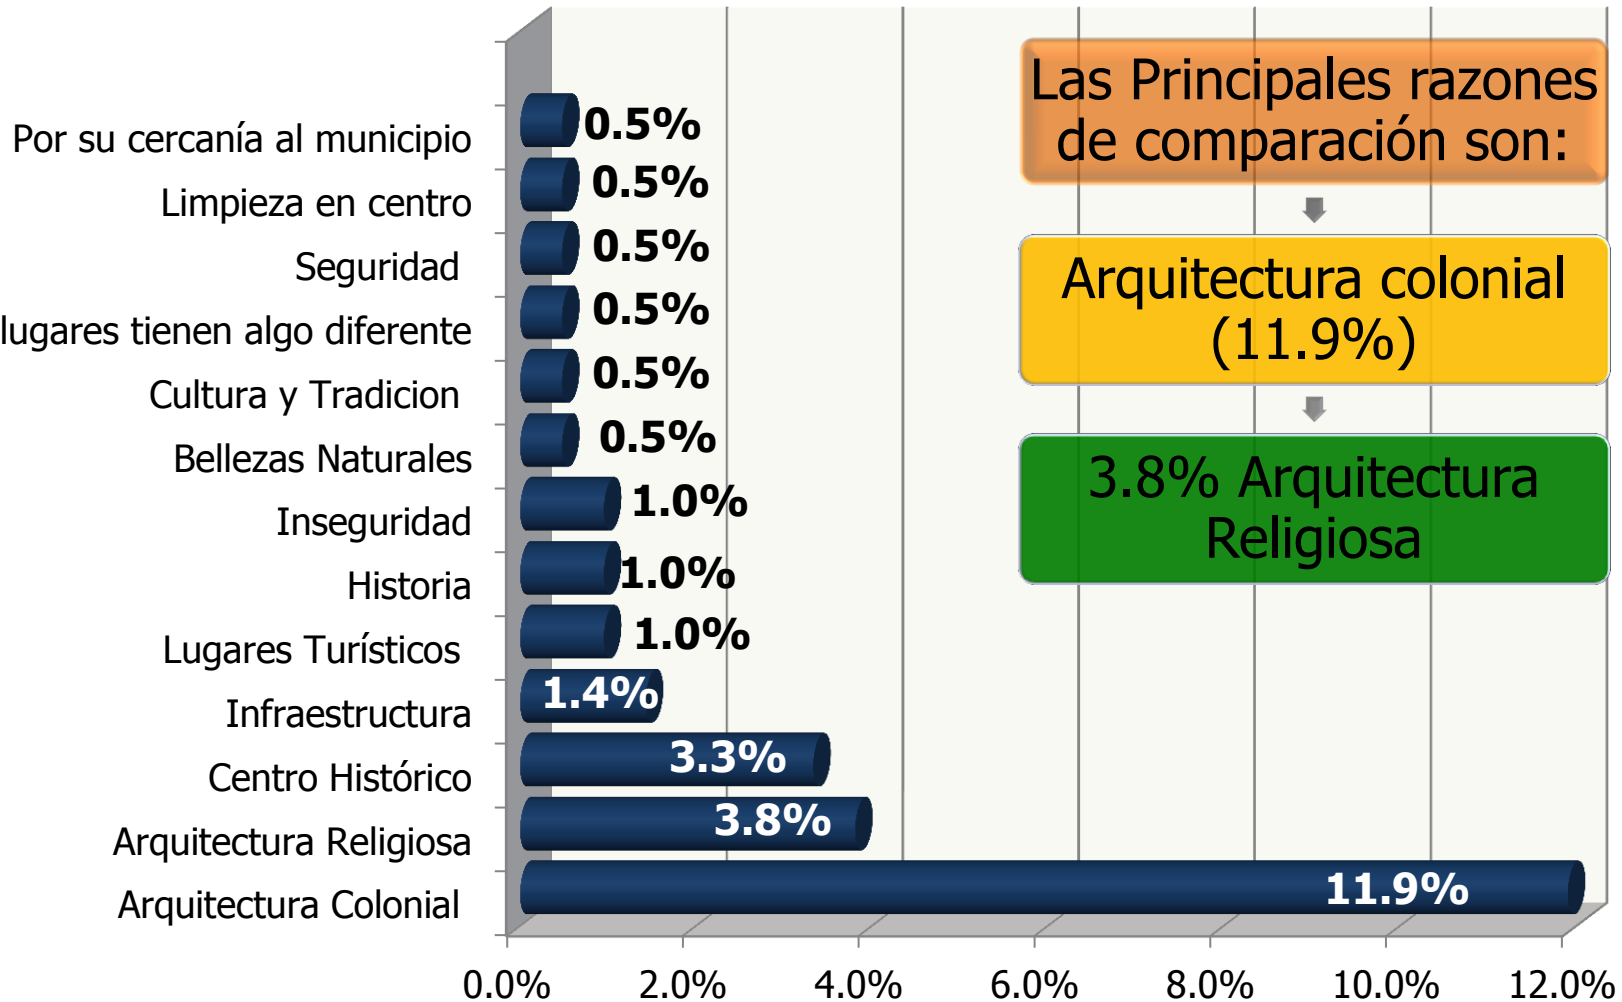 Las Principales razones
de comparación son:
Arquitectura colonial
(11.9%)
3.8% Arquitectura
Religiosa
Por su cercanía al municipio 0.5%
Limpieza en centro 0.5%
Seguridad 0.5%
lugares tienen algo diferente 0.5%
Cultura y Tradicion 0.5%
Bellezas Naturales 0.5%
Inseguridad 1.0%
Historia 1.0%
Lugares Turísticos 1.0%
Infraestructura 1.4%
Centro Histórico 3.3%
Arquitectura Religiosa 3.8%
Arquitectura Colonial 11.9%
0.0% 2.0% 4.0% 6.0% 8.0% 10.0% 12.0%